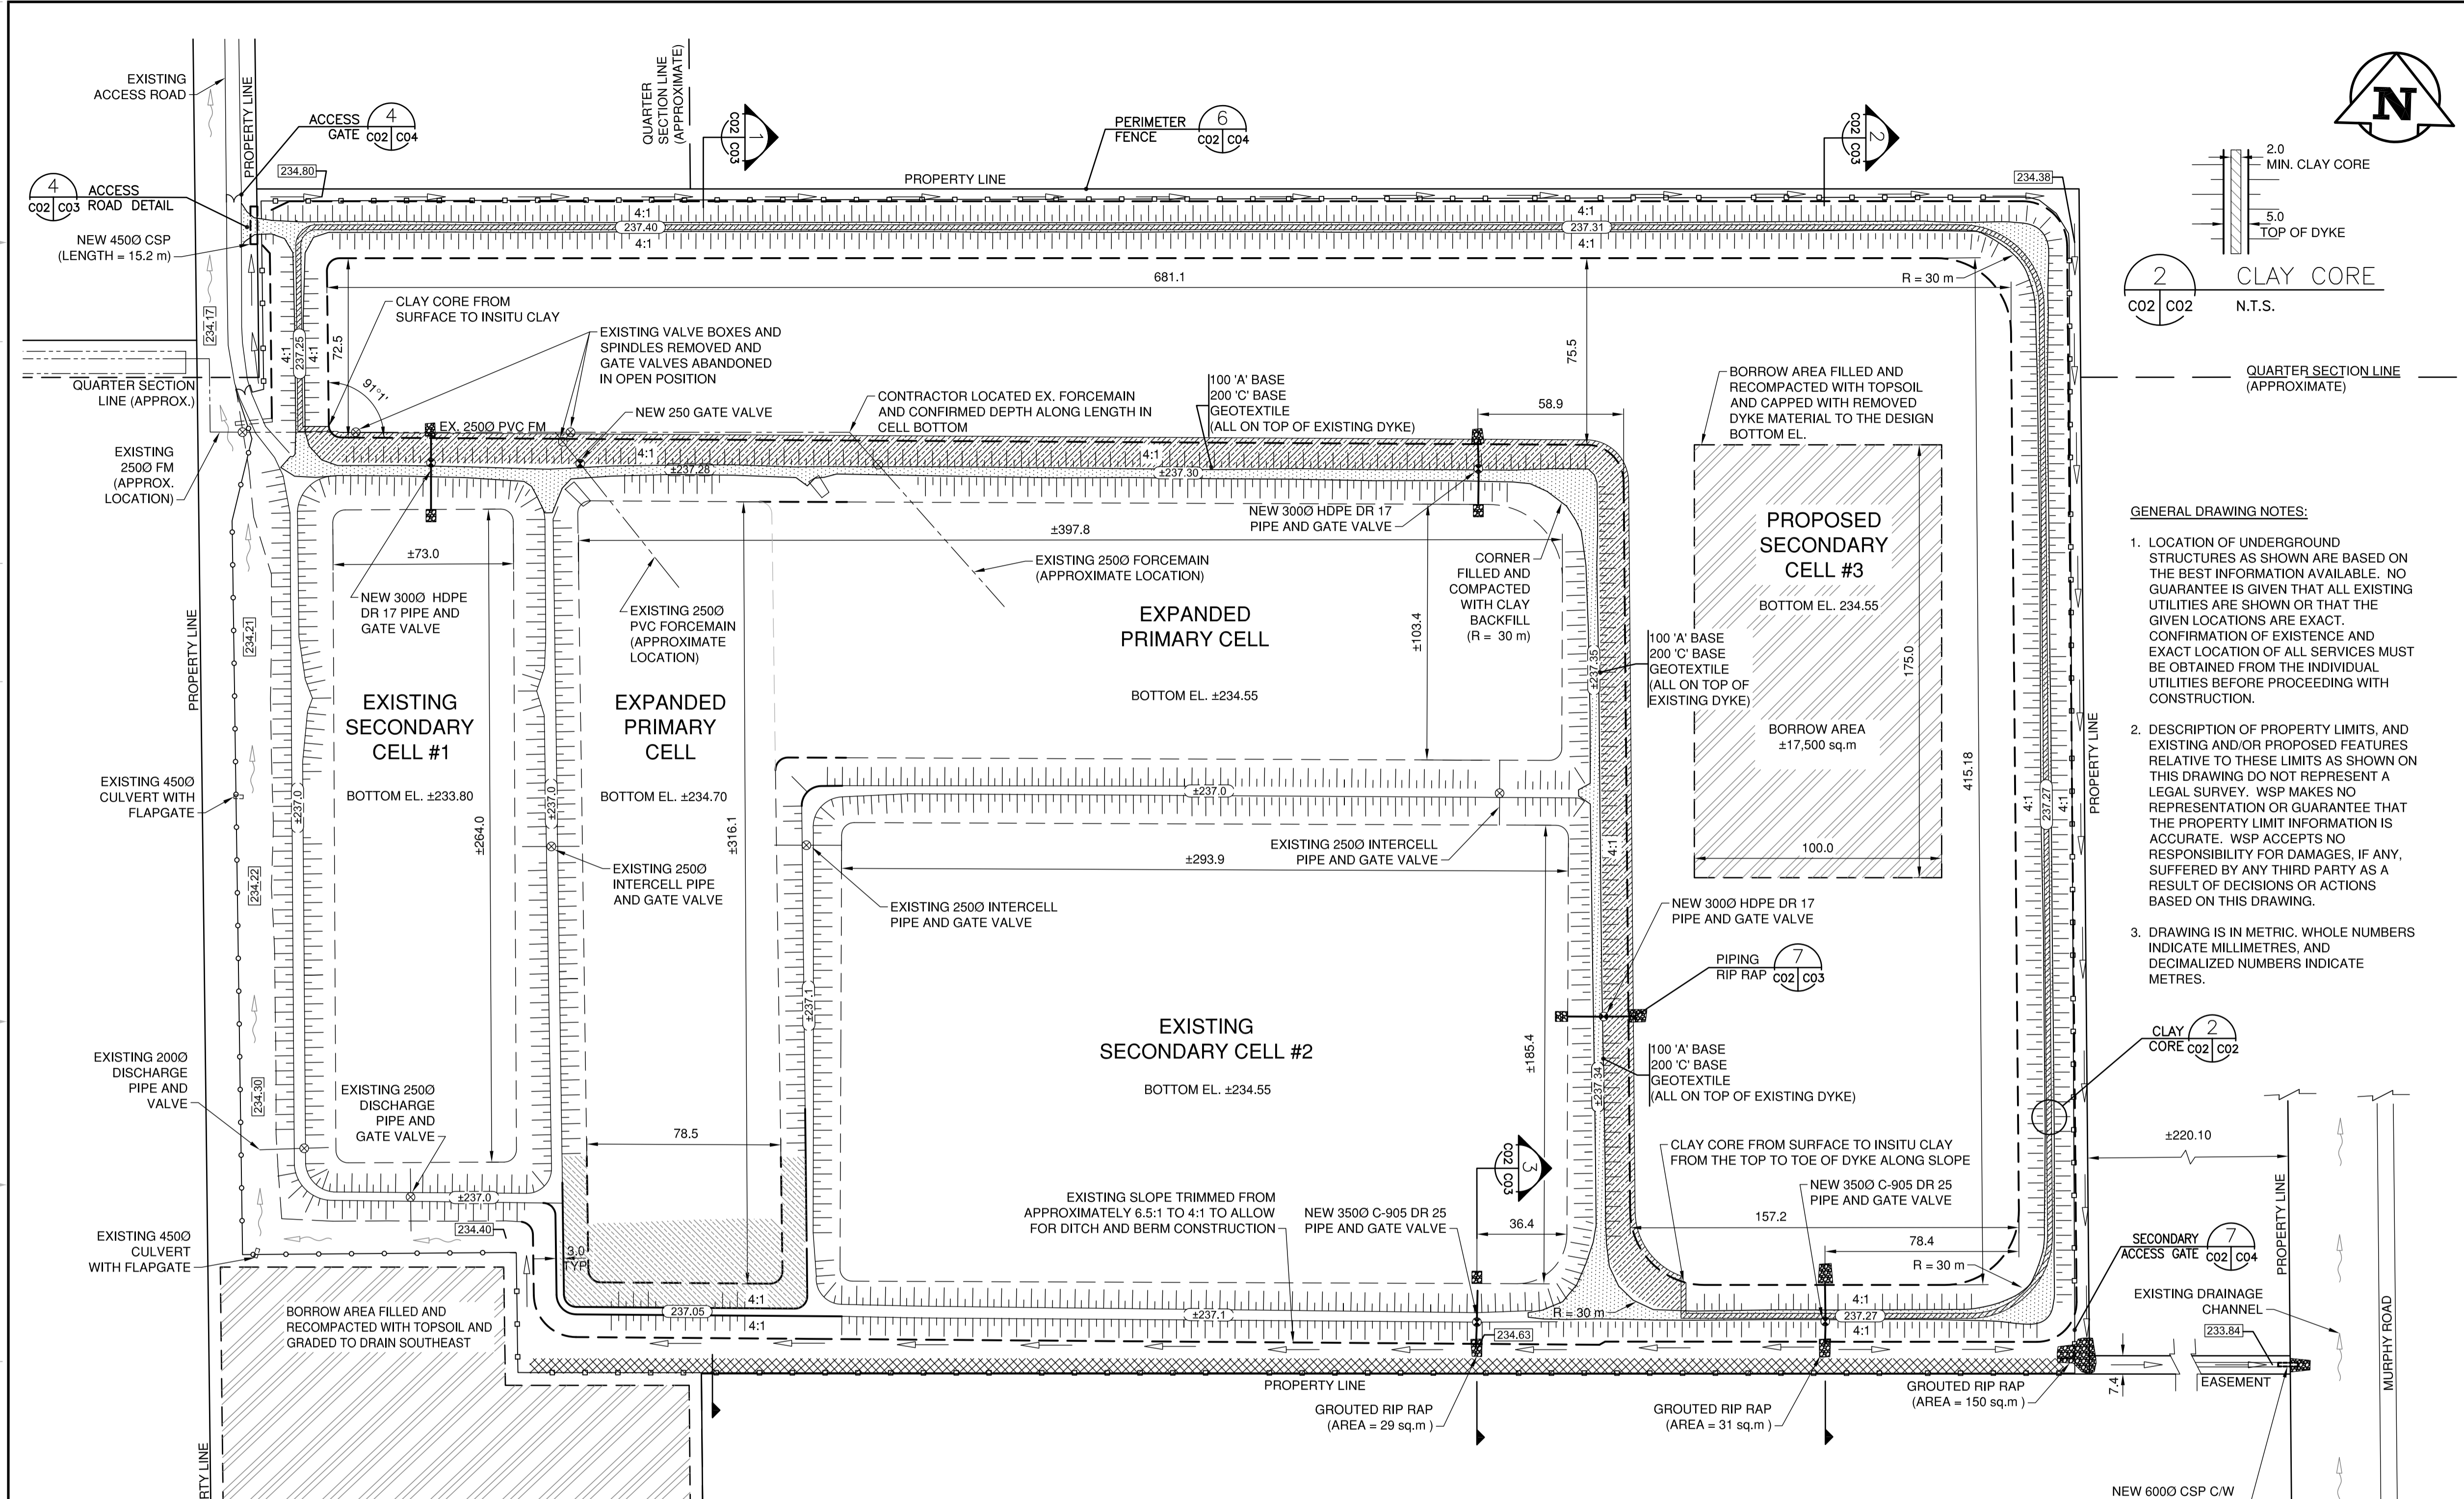 EXISTING
ACCESS ROAD
PROPERTY LINE
ACCESS
GATE
4
C02
C04
4
C02
C03
ACCESS
ROAD DETAIL
NEW 450Ø CSP
(LENGTH = 15.2 m)
234.80
QUARTER
SECTION LINE
(APPROXIMATE)
1
C02
C03
PERIMETER
FENCE
6
C02
C04
PROPERTY LINE
2
C02
C03
234.38
N
2.0
MIN. CLAY CORE
5.0
TOP OF DYKE
2
C02
C02
CLAY CORE
N.T.S.
4:1
237.40
4:1
4:1
237.31
4:1
681.1
R = 30 m
234.17
4:1
237.25
4:1
72.5
91°1'
CLAY CORE FROM
SURFACE TO INSITU CLAY
EXISTING VALVE BOXES AND
SPINDLES REMOVED AND
GATE VALVES ABANDONED
IN OPEN POSITION
NEW 250 GATE VALVE
CONTRACTOR LOCATED EX. FORCEMAIN
AND CONFIRMED DEPTH ALONG LENGTH IN
CELL BOTTOM
100 'A' BASE
200 'C' BASE
GEOTEXTILE
(ALL ON TOP OF EXISTING DYKE)
75.5
58.9
BORROW AREA FILLED AND
RECOMPACTED WITH TOPSOIL
AND CAPPED WITH REMOVED
DYKE MATERIAL TO THE DESIGN
BOTTOM EL.
QUARTER SECTION LINE
(APPROXIMATE)
QUARTER SECTION
LINE (APPROX.)
EX. 250Ø PVC FM
4:1
±237.28
4:1
±237.30
EXISTING
250Ø FM
(APPROX.
LOCATION)
±73.0
NEW 300Ø HDPE
DR 17 PIPE AND
GATE VALVE
±264.0
±397.8
NEW 300Ø HDPE DR 17
PIPE AND GATE VALVE
EXISTING 250Ø FORCEMAIN
(APPROXIMATE LOCATION)
EXISTING 250Ø
PVC FORCEMAIN
(APPROXIMATE
LOCATION)
CORNER
FILLED AND
COMPACTED
WITH CLAY
BACKFILL
(R = 30 m)
±103.4
EXPANDED
PRIMARY CELL
BOTTOM EL. ±234.55
PROPOSED
SECONDARY
CELL #3
BOTTOM EL. 234.55
175.0
BORROW AREA
±17,500 sq.m
100.0
415.18
100 'A' BASE
200 'C' BASE
GEOTEXTILE
(ALL ON TOP OF
EXISTING DYKE)
±237.35
GENERAL DRAWING NOTES:
1. LOCATION OF UNDERGROUND
STRUCTURES AS SHOWN ARE BASED ON
THE BEST INFORMATION AVAILABLE. NO
GUARANTEE IS GIVEN THAT ALL EXISTING
UTILITIES ARE SHOWN OR THAT THE
GIVEN LOCATIONS ARE EXACT.
CONFIRMATION OF EXISTENCE AND
EXACT LOCATION OF ALL SERVICES MUST
BE OBTAINED FROM THE INDIVIDUAL
UTILITIES BEFORE PROCEEDING WITH
CONSTRUCTION.
2. DESCRIPTION OF PROPERTY LIMITS, AND
EXISTING AND/OR PROPOSED FEATURES
RELATIVE TO THESE LIMITS AS SHOWN ON
THIS DRAWING DO NOT REPRESENT A
LEGAL SURVEY. WSP MAKES NO
REPRESENTATION OR GUARANTEE THAT
THE PROPERTY LIMIT INFORMATION IS
ACCURATE. WSP ACCEPTS NO
RESPONSIBILITY FOR DAMAGES, IF ANY,
SUFFERED BY ANY THIRD PARTY AS A
RESULT OF DECISIONS OR ACTIONS
BASED ON THIS DRAWING.
3. DRAWING IS IN METRIC. WHOLE NUMBERS
INDICATE MILLIMETRES, AND
DECIMALIZED NUMBERS INDICATE
METRES.
PROPERTY LINE
234.21
EXISTING
SECONDARY
CELL #1
BOTTOM EL. ±233.80
EXPANDED
PRIMARY
CELL
BOTTOM EL. ±234.70
±316.1
±237.0
±237.0
±237.0
EXISTING 450Ø
CULVERT WITH
FLAPGATE
234.22
EXISTING 250Ø
INTERCELL PIPE
AND GATE VALVE
EXISTING 250Ø INTERCELL
PIPE AND GATE VALVE
±293.9
EXISTING 250Ø INTERCELL
PIPE AND GATE VALVE
4:1
4:1
237.27
4:1
PROPERTY LINE
NEW 300Ø HDPE DR 17
PIPE AND GATE VALVE
PIPING
RIP RAP
7
C02
C03
±237.1
EXISTING
SECONDARY CELL #2
BOTTOM EL. ±234.55
±185.4
±237.34
100 'A' BASE
200 'C' BASE
GEOTEXTILE
(ALL ON TOP OF EXISTING DYKE)
CLAY
CORE
2
C02
C02
EXISTING 200Ø
DISCHARGE
PIPE AND
VALVE
234.30
EXISTING 250Ø
DISCHARGE
PIPE AND
GATE VALVE
78.5
3
C02
C03
CLAY CORE FROM SURFACE TO INSITU CLAY
FROM THE TOP TO TOE OF DYKE ALONG SLOPE
±220.10
±237.0
234.40
EXISTING SLOPE TRIMMED FROM
APPROXIMATELY 6.5:1 TO 4:1 TO ALLOW
FOR DITCH AND BERM CONSTRUCTION
NEW 350Ø C-905 DR 25
PIPE AND GATE VALVE
36.4
NEW 350Ø C-905 DR 25
PIPE AND GATE VALVE
157.2
78.4
R = 30 m
SECONDARY
ACCESS GATE
7
C02
C04
PROPERTY LINE
EXISTING 450Ø
CULVERT
WITH FLAPGATE
3.0
TYP
4:1
237.05
4:1
±237.1
R = 30 m
4:1
237.27
4:1
234.63
EXISTING DRAINAGE
CHANNEL
233.84
MURPHY ROAD
BORROW AREA FILLED AND
RECOMPACTED WITH TOPSOIL AND
GRADED TO DRAIN SOUTHEAST
PROPERTY LINE
GROUTED RIP RAP
(AREA = 29 sq.m )
GROUTED RIP RAP
(AREA = 31 sq.m )
GROUTED RIP RAP
(AREA = 150 sq.m )
7.4
EASEMENT
RTY LINE
NEW 600Ø CSP C/W